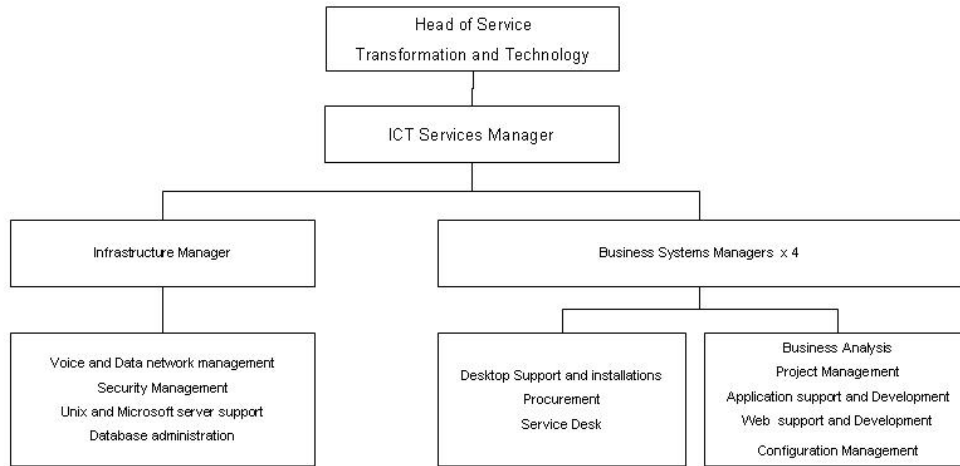 Head of Service
Transformation and Technology
ICT Services Manager
Infrastructure Manager
Business Systems Managers x 4
Voice and Data network management
Security Management
Unix and Microsoft server support
Database administration
Desktop Support and installations
Procurement
Service Desk
Business Analysis
Project Management
Application support and Development
Web support and Development
Configuration Management